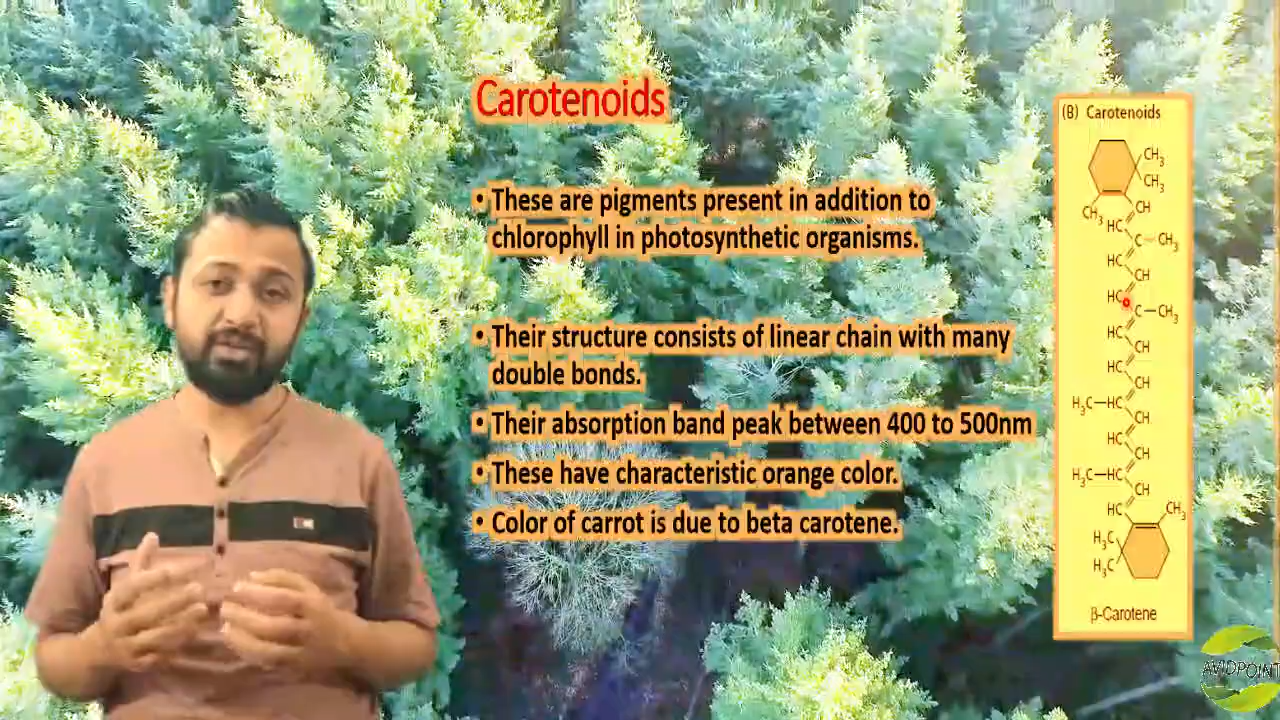 Carotenoids
• These are pigments present in addition to
chlorophyll in photosynthetic organisms.
• Their structure consists of linear chain with many
double bonds.
• Their absorption band peak between 400 to 500nm
• These have characteristic orange color.
• Color of carrot is due to beta carotene.
(B) Carotenoids
CH3
CH3
CH3
CH
HC
C
CH3
HC
CH
HC
C—CH3
HC
CH
HC
CH
H3C—HC
CH
HC
CH
H3C—HC
CH
HC
CH3
H3C
H3C
β-Carotene
AVIDPOINT